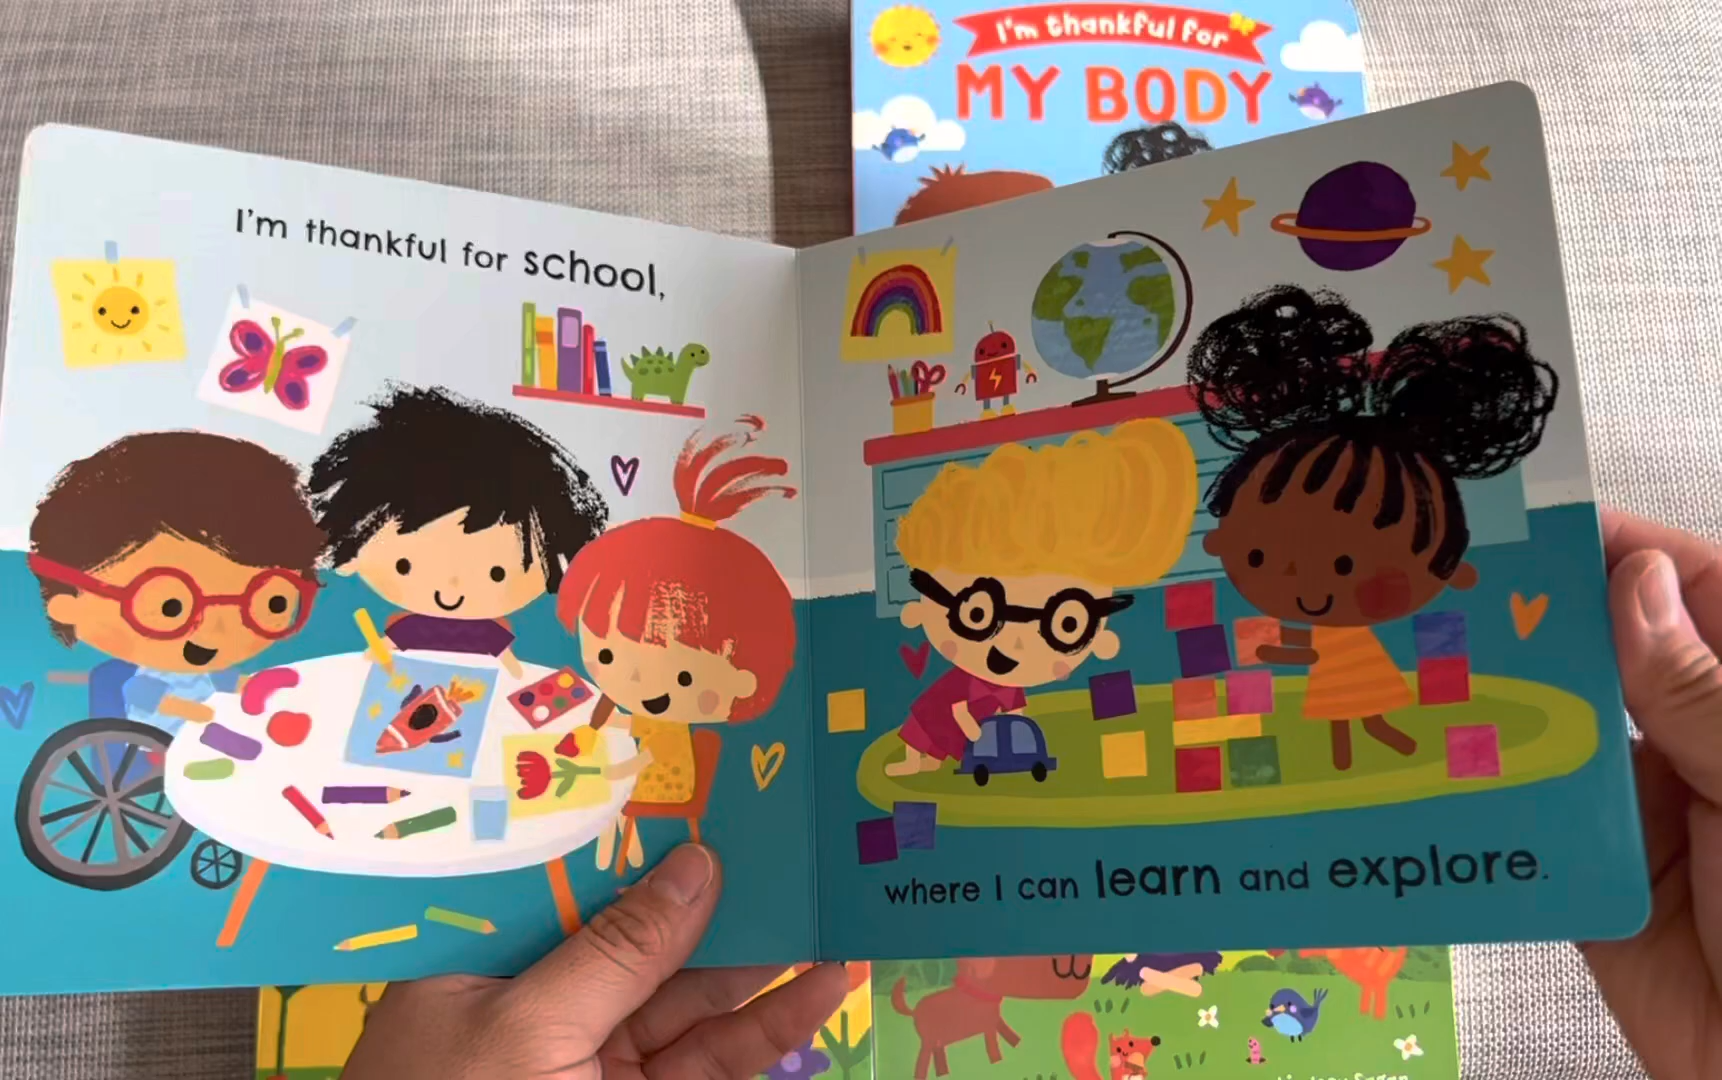 I'm thankful for
MY BODY
I'm thankful for school,
where I can learn and explore.